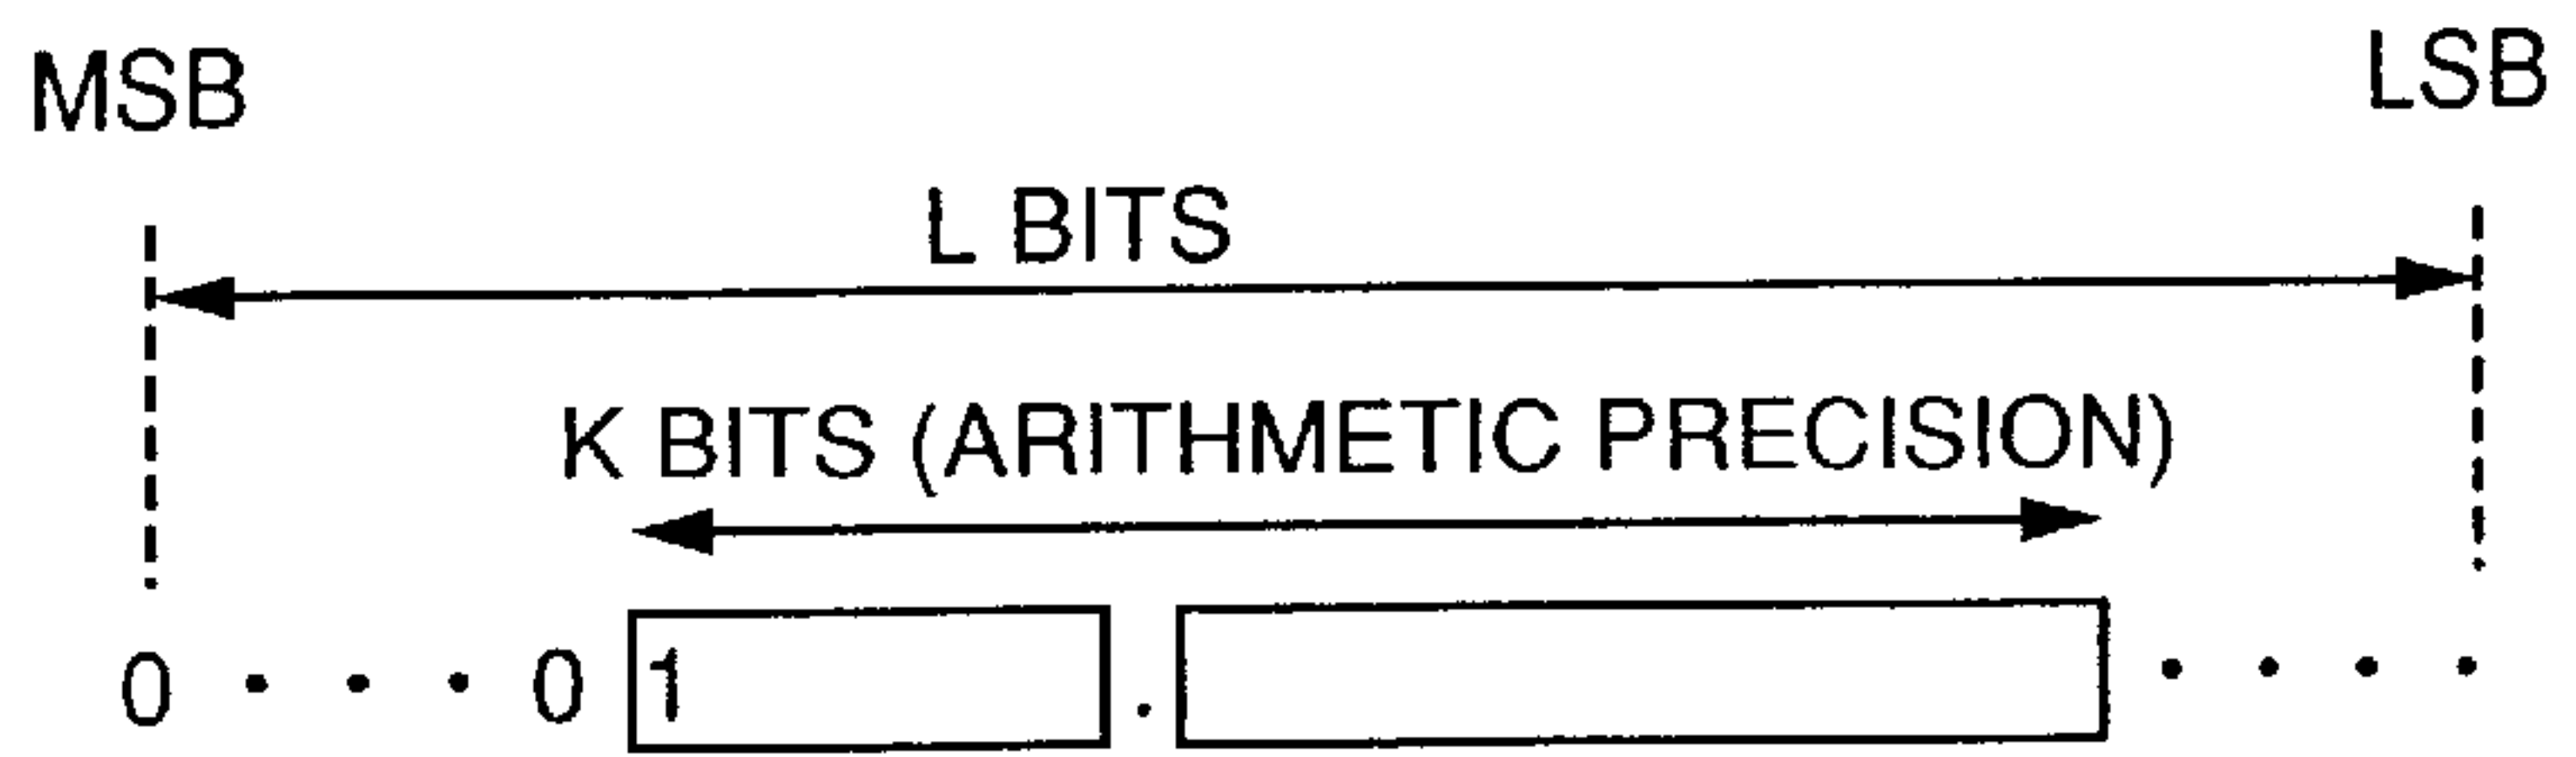 MSB LSB
L BITS
K BITS (ARITHMETIC PRECISION)
0 · · · 0 1 . · · · ·